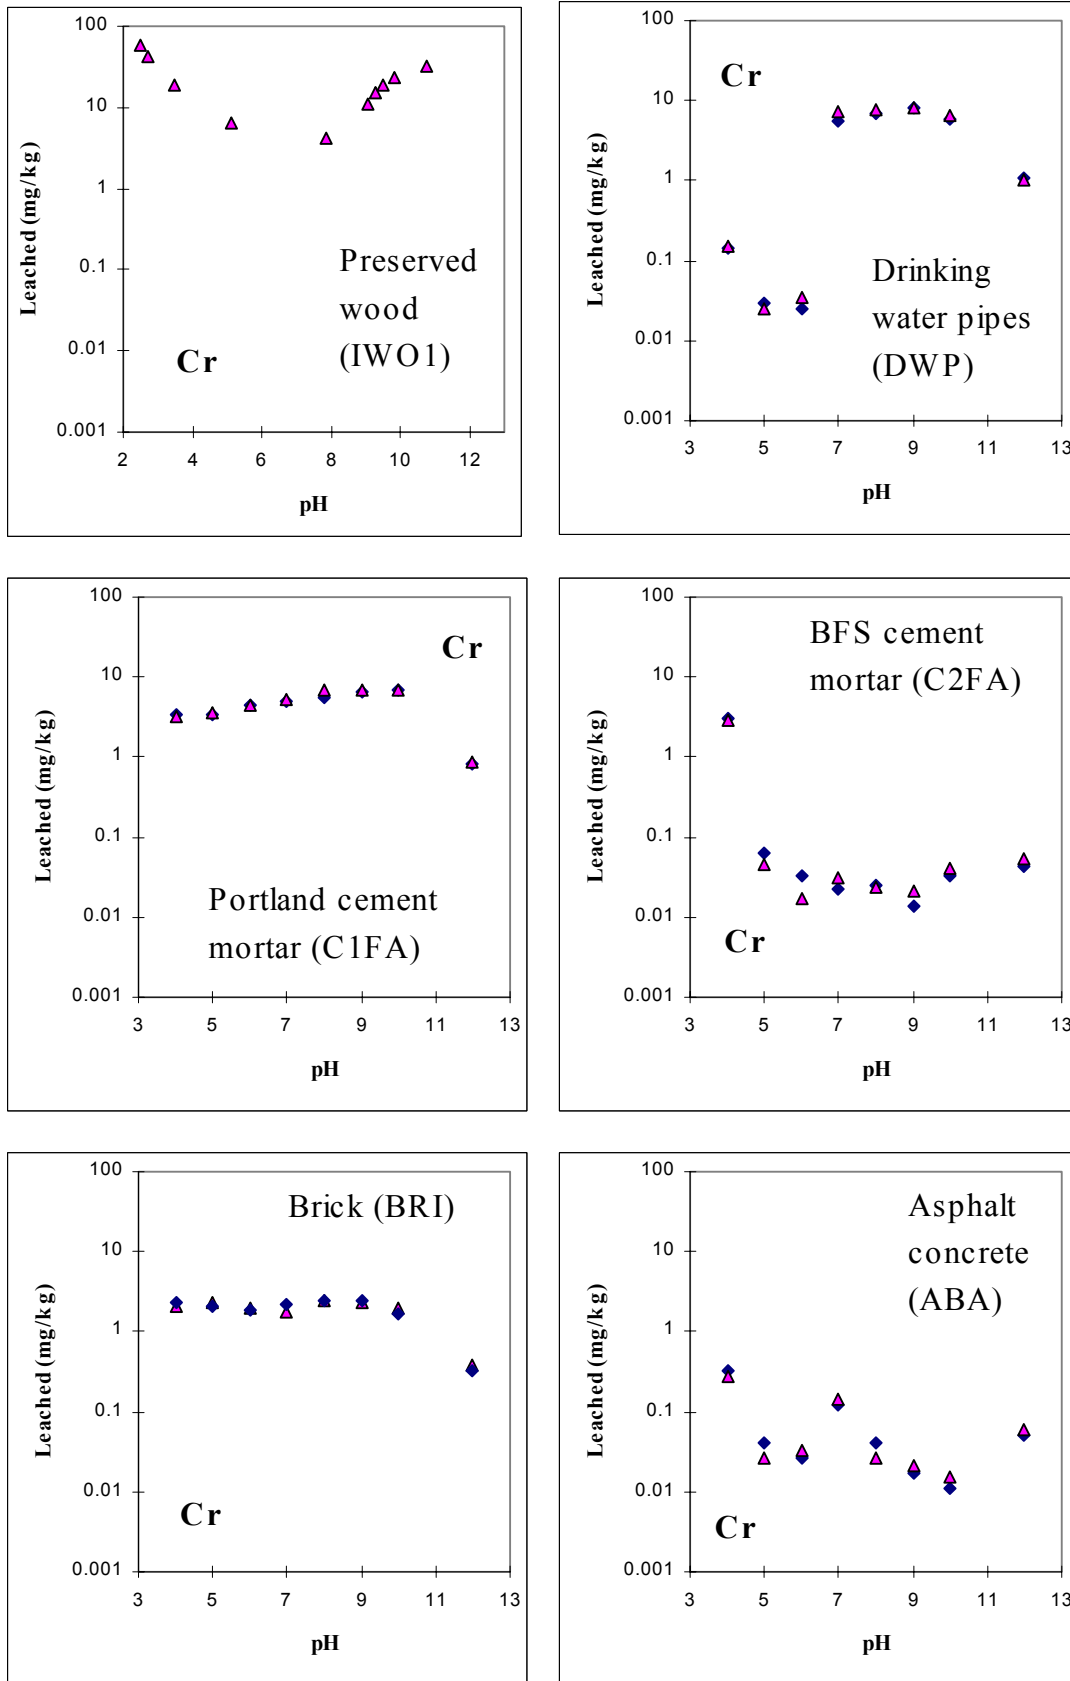 100
10
1
0.1
0.01
0.001
Leached (mg/kg)
Preserved
wood
(IWO1)
Cr
2 4 6 8 10 12
pH
100
10
1
0.1
0.01
0.001
Leached (mg/kg)
Cr
Drinking
water pipes
(DWP)
3 5 7 9 11 13
pH
100
10
1
0.1
0.01
0.001
Leached (mg/kg)
Cr
Portland cement
mortar (C1FA)
3 5 7 9 11 13
pH
100
10
1
0.1
0.01
0.001
Leached (mg/kg)
BFS cement
mortar (C2FA)
Cr
3 5 7 9 11 13
pH
100
10
1
0.1
0.01
0.001
Leached (mg/kg)
Brick (BRI)
Cr
3 5 7 9 11 13
pH
100
10
1
0.1
0.01
0.001
Leached (mg/kg)
Asphalt
concrete
(ABA)
Cr
3 5 7 9 11 13
pH